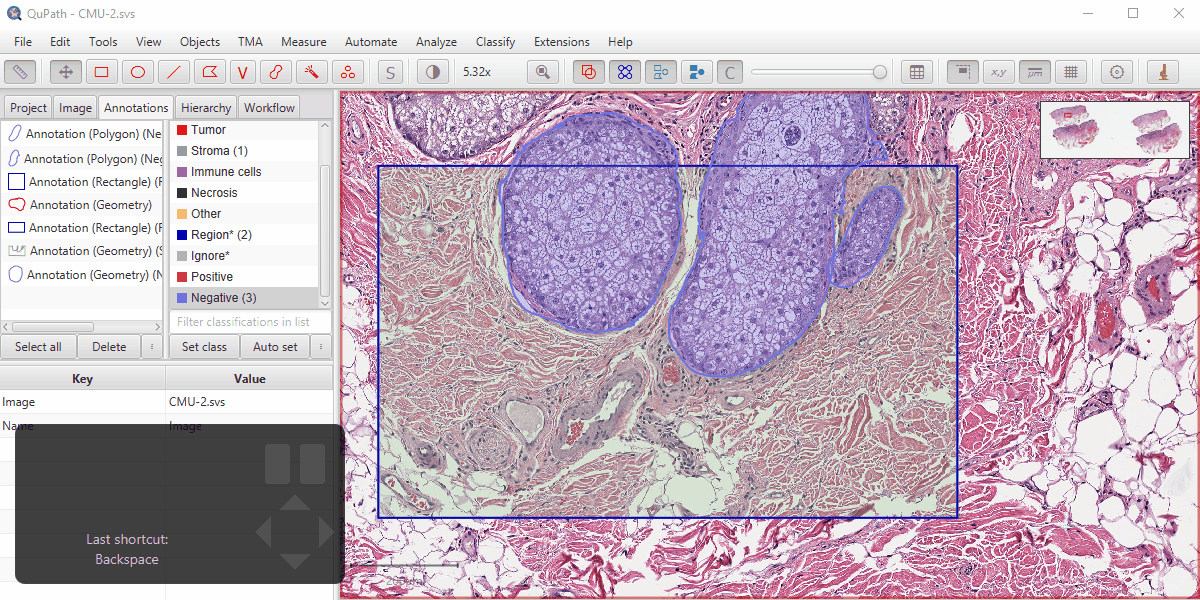 QuPath - CMU-2.svs
File Edit Tools View Objects TMA Measure Automate Analyze Classify Extensions Help
V S 5.32x C x,y
Project Image Annotations Hierarchy Workflow
Annotation (Polygon) (Ne
Annotation (Polygon) (Neg
Annotation (Rectangle) (F
Annotation (Geometry)
Annotation (Rectangle) (F
Annotation (Geometry) (S
Annotation (Geometry) (N
Tumor
Stroma (1)
Immune cells
Necrosis
Other
Region* (2)
Ignore*
Positive
Negative (3)
Filter classifications in list
Select all Delete Set class Auto set
Key Value
Image CMU-2.svs
Name Image
Last shortcut:
Backspace